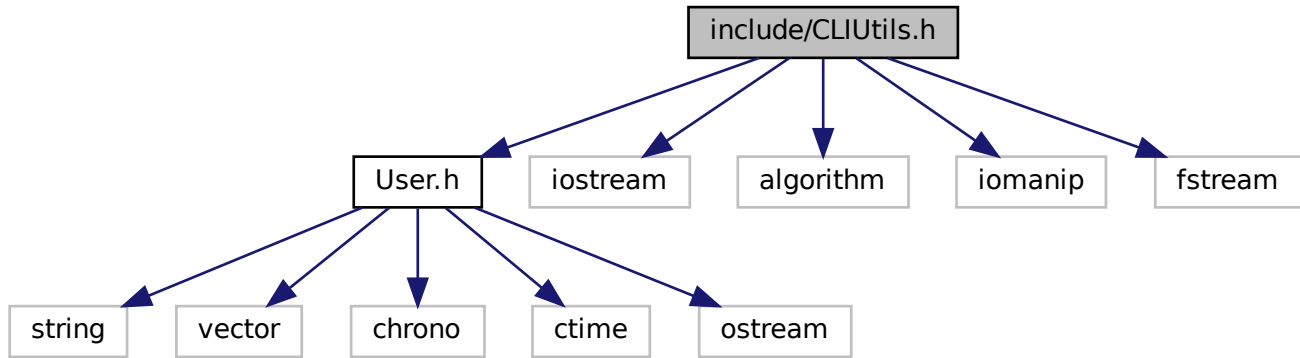 include/CLIUtils.h
User.h
iostream
algorithm
iomanip
fstream
string
vector
chrono
ctime
ostream